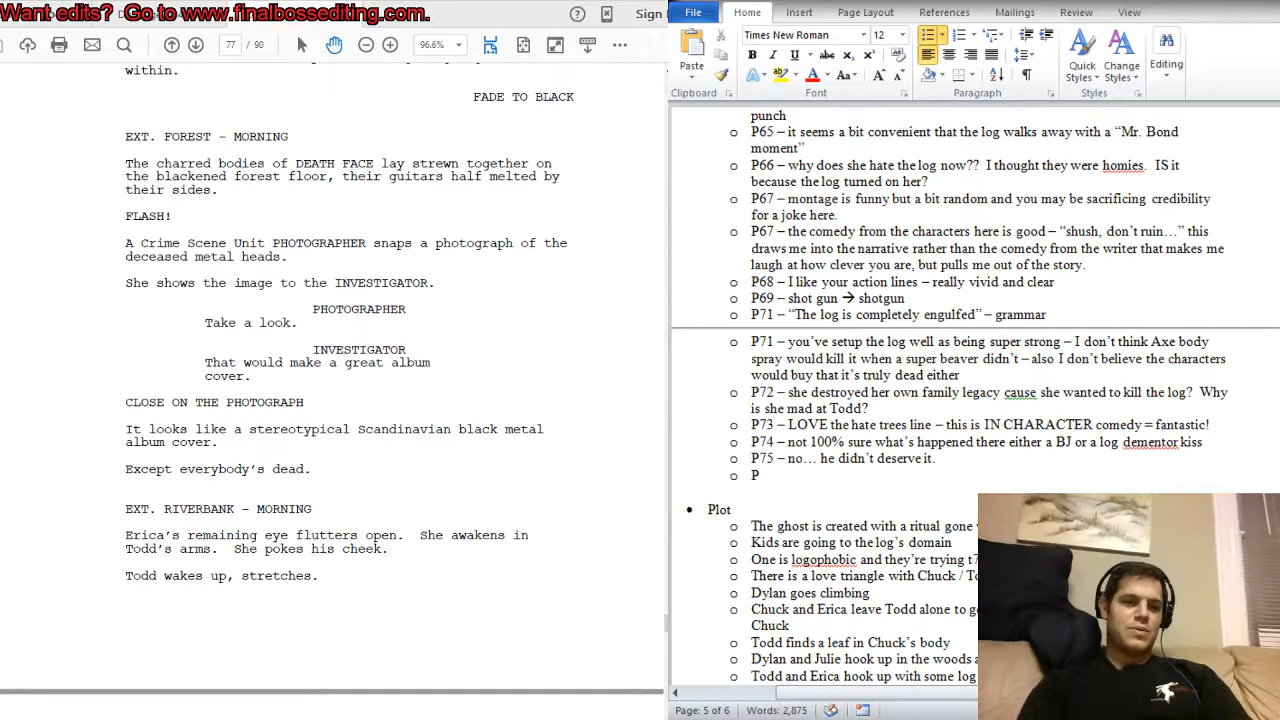 Want edits?  Go to www.finalbossediting.com.
Sign
77
96.6%
within.
FADE TO BLACK
EXT. FOREST - MORNING
The charred bodies of DEATH FACE lay strewn together on
the blackened forest floor, their guitars half melted by
their sides.
FLASH!
A Crime Scene Unit PHOTOGRAPHER snaps a photograph of the
deceased metal heads.
She shows the image to the INVESTIGATOR.
PHOTOGRAPHER
Take a look.
INVESTIGATOR
That would make a great album
cover.
CLOSE ON THE PHOTOGRAPH
It looks like a stereotypical Scandinavian black metal
album cover.
Except everybody's dead.
EXT. RIVERBANK - MORNING
Erica's remaining eye flutters open.  She awakens in
Todd's arms.  She pokes his cheek.
Todd wakes up, stretches.
File Home Insert Page Layout References Mailings Review View
Times New Roman 12
Paste
B I U abc x₂ x²
A Aa A A
Quick Styles
Change Styles
Editing
Clipboard Font Paragraph Styles
punch
o P65 – it seems a bit convenient that the log walks away with a “Mr. Bond
moment”
o P66 – why does she hate the log now??  I thought they were homies.  IS it
because the log turned on her?
o P67 – montage is funny but a bit random and you may be sacrificing credibility
for a joke here.
o P67 – the comedy from the characters here is good – “shush, don’t ruin…” this
draws me into the narrative rather than the comedy from the writer that makes me
laugh at how clever you are, but pulls me out of the story.
o P68 – I like your action lines – really vivid and clear
o P69 – shot gun → shotgun
o P71 – “The log is completely engulfed” – grammar
o P71 – you’ve setup the log well as being super strong – I don’t think Axe body
spray would kill it when a super beaver didn’t – also I don’t believe the characters
would buy that it’s truly dead either
o P72 – she destroyed her own family legacy cause she wanted to kill the log?  Why
is she mad at Todd?
o P73 – LOVE the hate trees line – this is IN CHARACTER comedy = fantastic!
o P74 – not 100% sure what’s happened there either a BJ or a log dementor kiss
o P75 – no… he didn’t deserve it.
o P
• Plot
o The ghost is created with a ritual gone
o Kids are going to the log’s domain
o One is logophobic and they’re trying
o There is a love triangle with Chuck /
o Dylan goes climbing
o Chuck and Erica leave Todd alone to
Chuck
o Todd finds a leaf in Chuck’s body
o Dylan and Julie hook up in the woods
o Todd and Erica hook up with some log
Page: 5 of 6 Words: 2,875